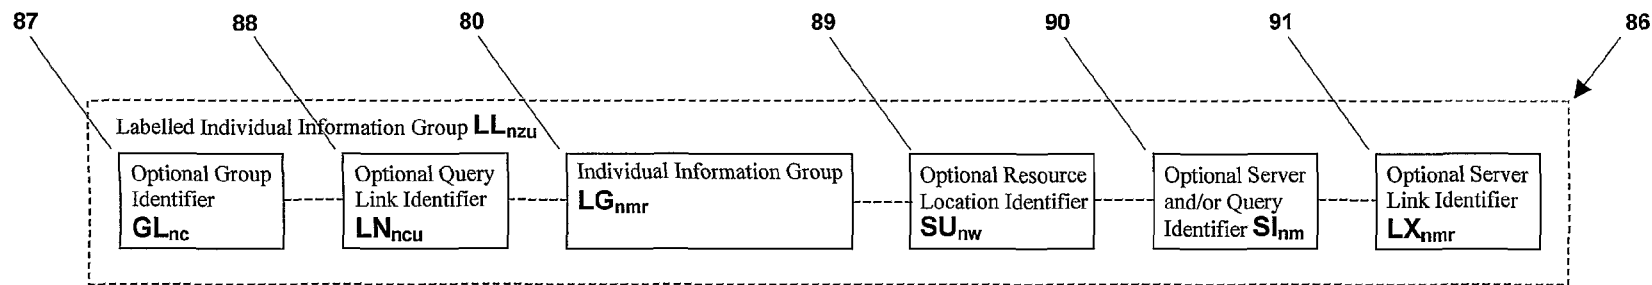 87 88 80 89 90 91 86
Labelled Individual Information Group LLnzu
Optional Group
Identifier
GLnc
Optional Query
Link Identifier
LNncu
Individual Information Group
LGnmr
Optional Resource
Location Identifier
SUnw
Optional Server
and/or Query
Identifier SInm
Optional Server
Link Identifier
LXnmr